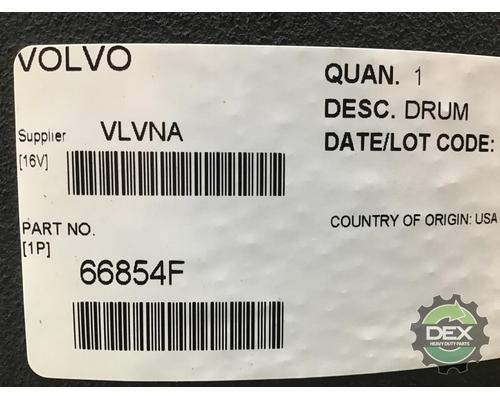 VOLVO
Supplier VLVNA
[16V]
PART NO.
[1P]
66854F
QUAN. 1
DESC. DRUM
DATE/LOT CODE:
COUNTRY OF ORIGIN: USA
DEX
HEAVY DUTY PARTS